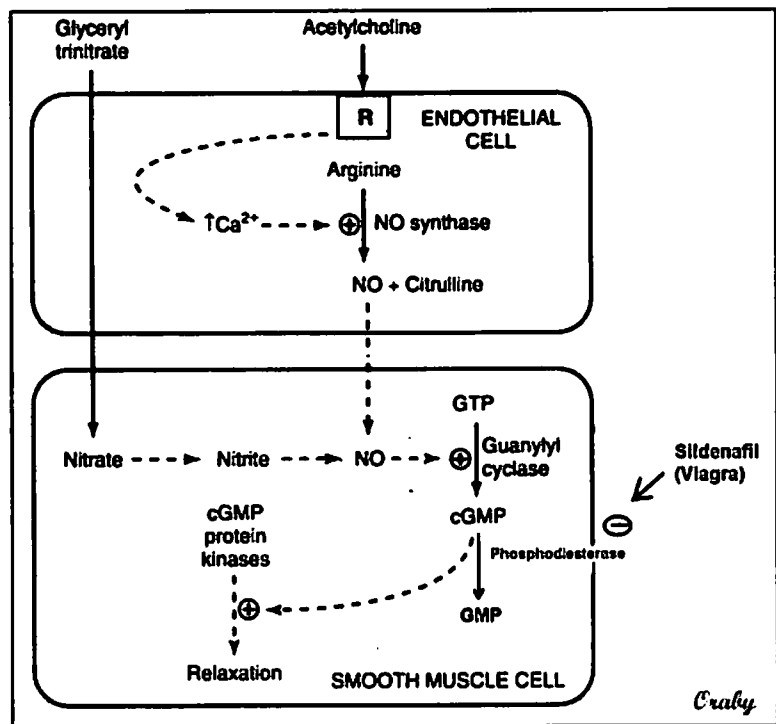 Glyceryl
trinitrate
Acetylcholine
R
ENDOTHELIAL
CELL
Arginine
↑Ca²⁺
⊕
NO synthase
NO + Citrulline
GTP
Nitrate
Nitrite
NO
⊕
Guanylyl
cyclase
Sildenafil
(Viagra)
cGMP
protein
kinases
cGMP
⊖
Phosphodiesterase
⊕
GMP
Relaxation
SMOOTH MUSCLE CELL
Craby